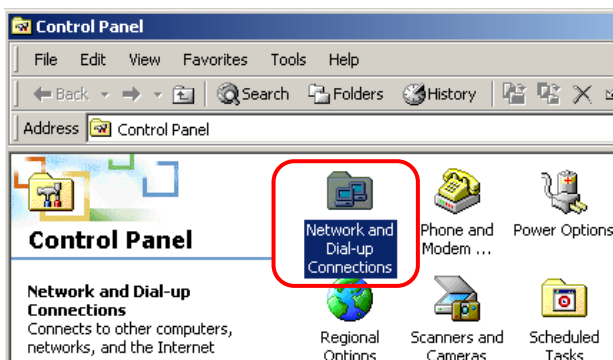 Control Panel
File Edit View Favorites Tools Help
Back Search Folders History
Address Control Panel
Control Panel
Network and Dial-up
Connections
Connects to other computers,
networks, and the Internet
Network and
Dial-up
Connections
Phone and
Modem ...
Power Options
Regional
Options
Scanners and
Cameras
Scheduled
Tasks